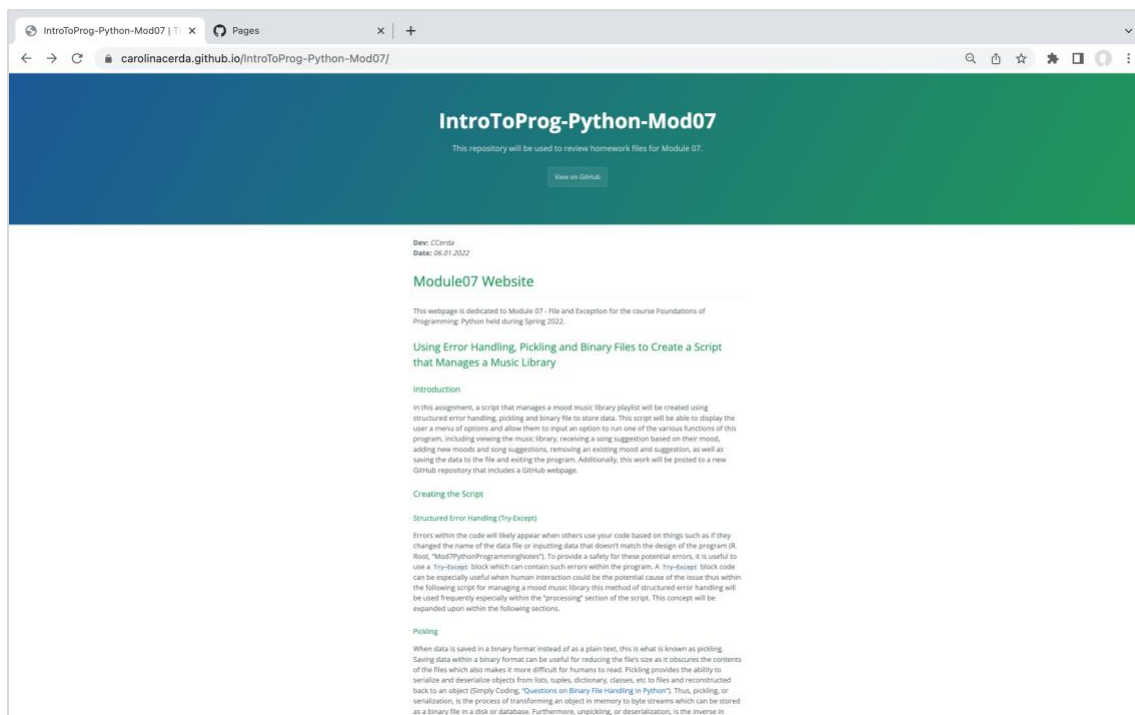 IntroToProg-Python-Mod07 | Th
Pages
carolinacerda.github.io/IntroToProg-Python-Mod07/
IntroToProg-Python-Mod07
This repository will be used to review homework files for Module 07.
View on GitHub
Dev: CCerda
Date: 06.01.2022
Module07 Website
This webpage is dedicated to Module 07 - File and Exception for the course Foundations of
Programming: Python held during Spring 2022.
Using Error Handling, Pickling and Binary Files to Create a Script
that Manages a Music Library
Introduction
In this assignment, a script that manages a mood music library playlist will be created using
structured error handling, pickling and binary file to store data. This script will be able to display the
user a menu of options and allow them to input an option to run one of the various functions of this
program, including viewing the music library, receiving a song suggestion based on their mood,
adding new moods and song suggestions, removing an existing mood and suggestion, as well as
saving the data to the file and exiting the program. Additionally, this work will be posted to a new
GitHub repository that includes a GitHub webpage.
Creating the Script
Structured Error Handling (Try-Except)
Errors within the code will likely appear when others use your code based on things such as if they
changed the name of the data file or inputting data that doesn't match the design of the program (R.
Root, "Mod7PythonProgrammingNotes"). To provide a safety for these potential errors, it is useful to
use a Try-Except block which can contain such errors within the program. A Try-Except block code
can be especially useful when human interaction could be the potential cause of the issue thus within
the following script for managing a mood music library this method of structured error handling will
be used frequently especially within the "processing" section of the script. This concept will be
expanded upon within the following sections.
Pickling
When data is saved in a binary format instead of as a plain text, this is what is known as pickling.
Saving data within a binary format can be useful for reducing the file's size as it obscures the contents
of the files which also makes it more difficult for humans to read. Pickling provides the ability to
serialize and deserialize objects from lists, tuples, dictionary, classes, etc to files and reconstructed
back to an object (Simply Coding, "Questions on Binary File Handling in Python"). Thus, pickling, or
serialization, is the process of transforming an object in memory to byte streams which can be stored
as a binary file in a disk or database. Furthermore, unpickling, or deserialization, is the inverse in